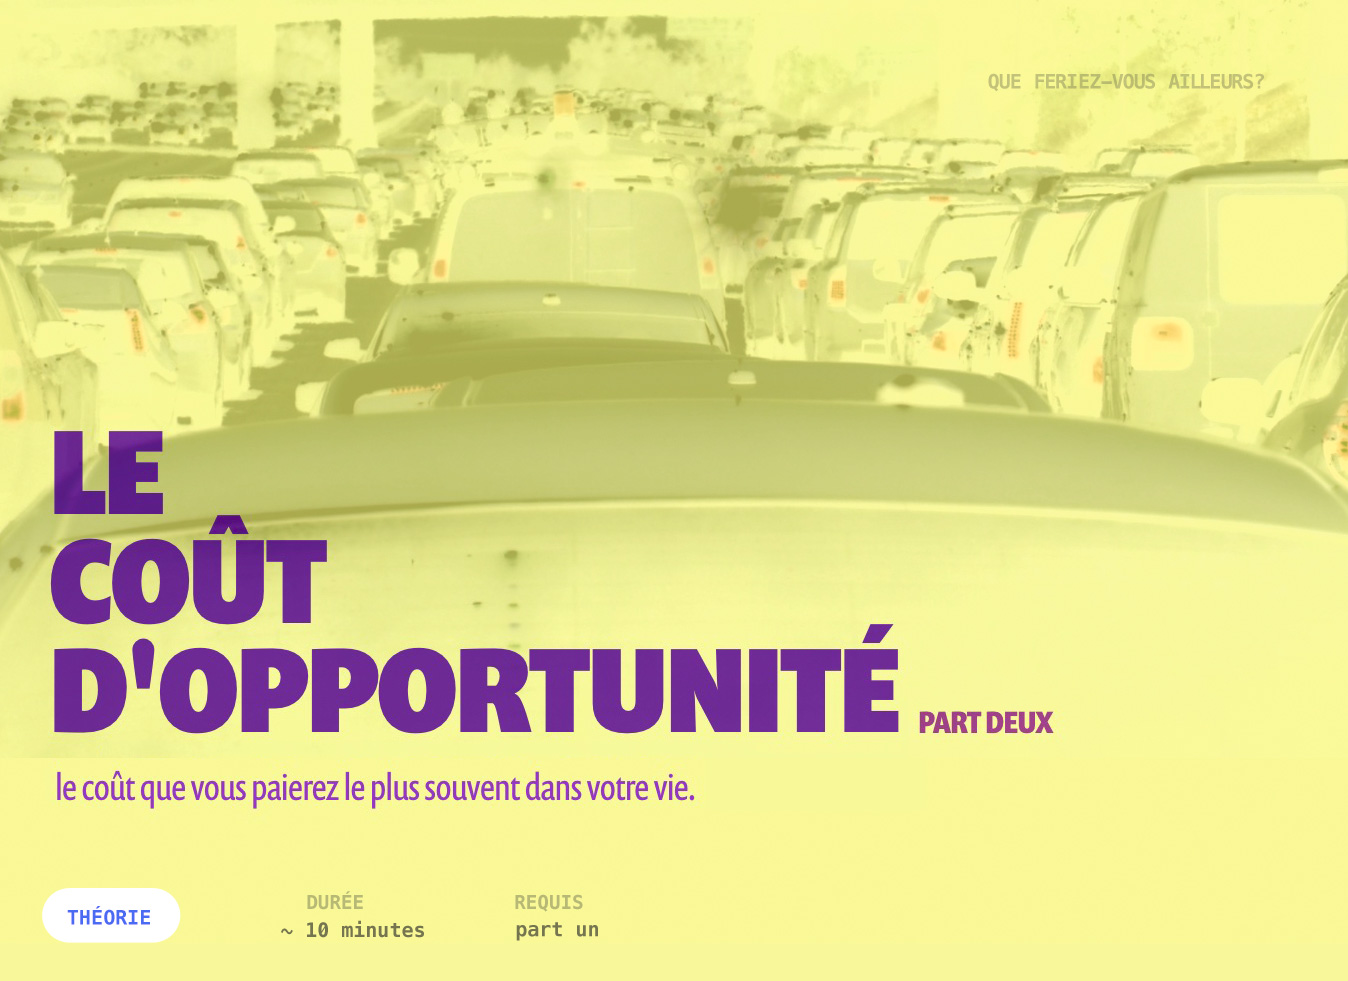 QUE FERIEZ-VOUS AILLEURS?
LE
COÛT
D'OPPORTUNITÉ PART DEUX
le coût que vous paierez le plus souvent dans votre vie.
THÉORIE
DURÉE
~ 10 minutes
REQUIS
part un